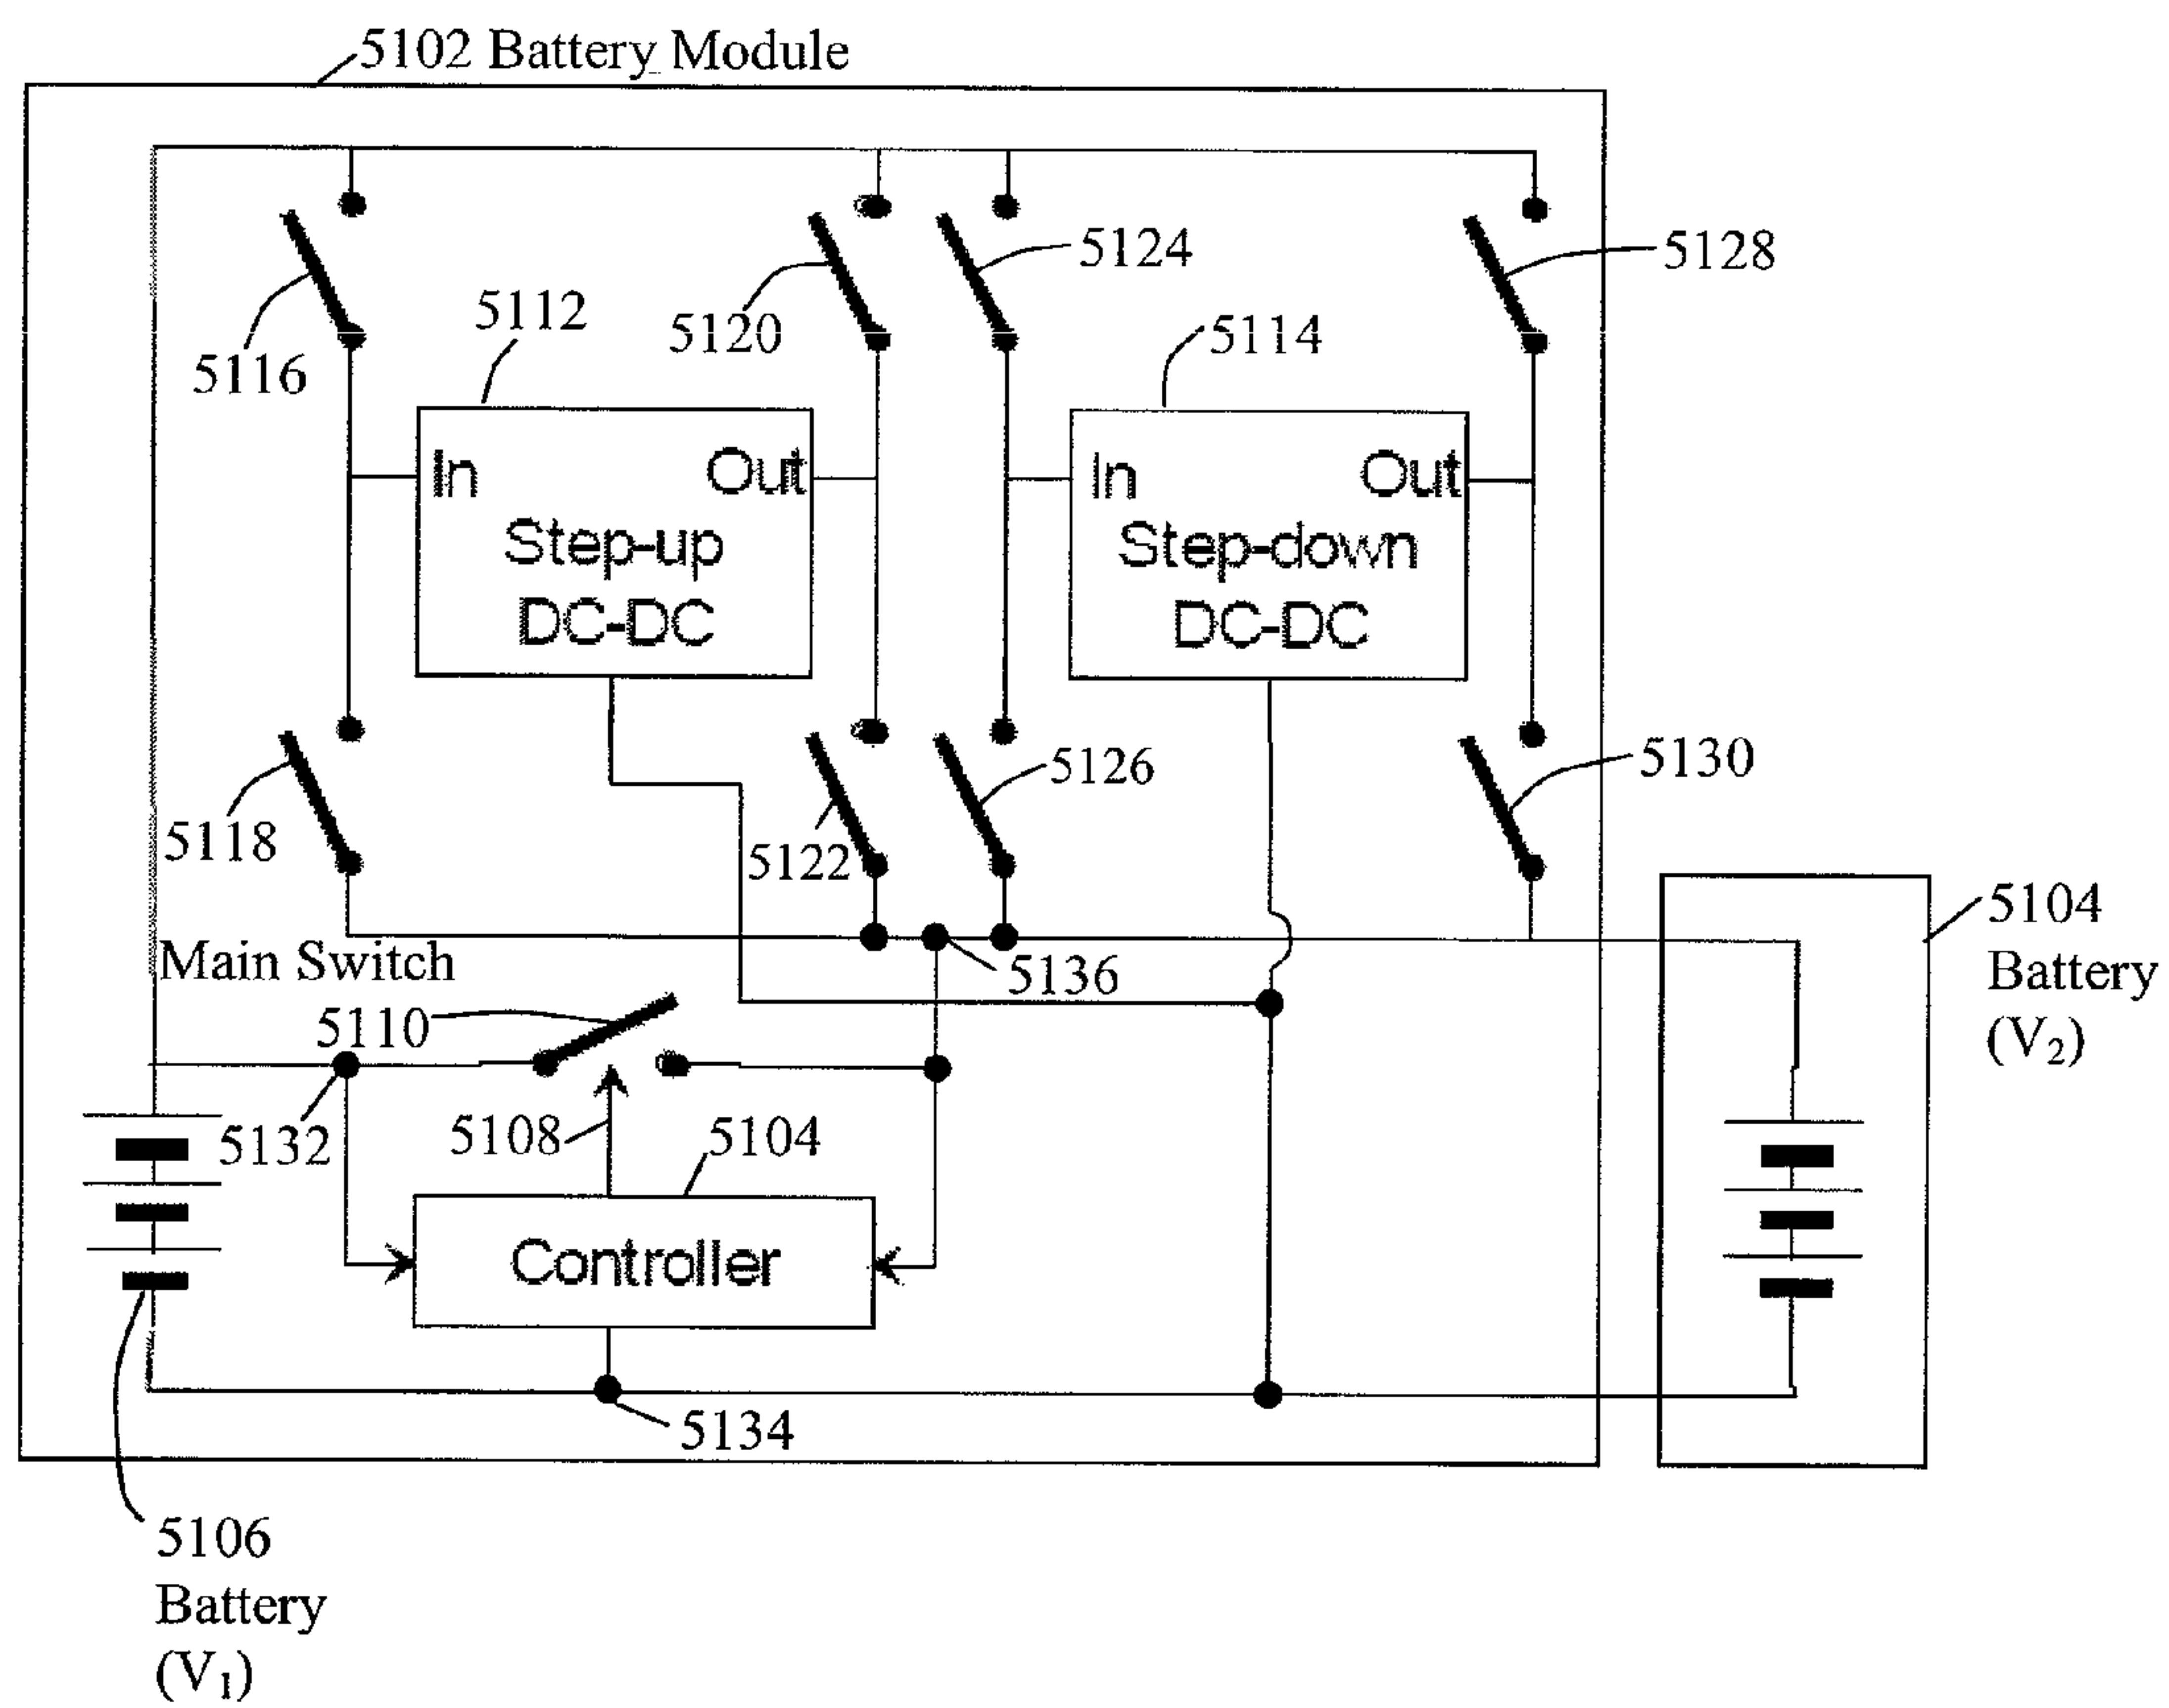 5102 Battery Module
5124
5128
5112
5120
5114
5116
In
Out
Step-up
DC-DC
In
Out
Step-down
DC-DC
5126
5130
5118
5122
5104
Battery
(V₂)
Main Switch
5136
5110
5132
5108
5104
Controller
5134
5106
Battery
(V₁)